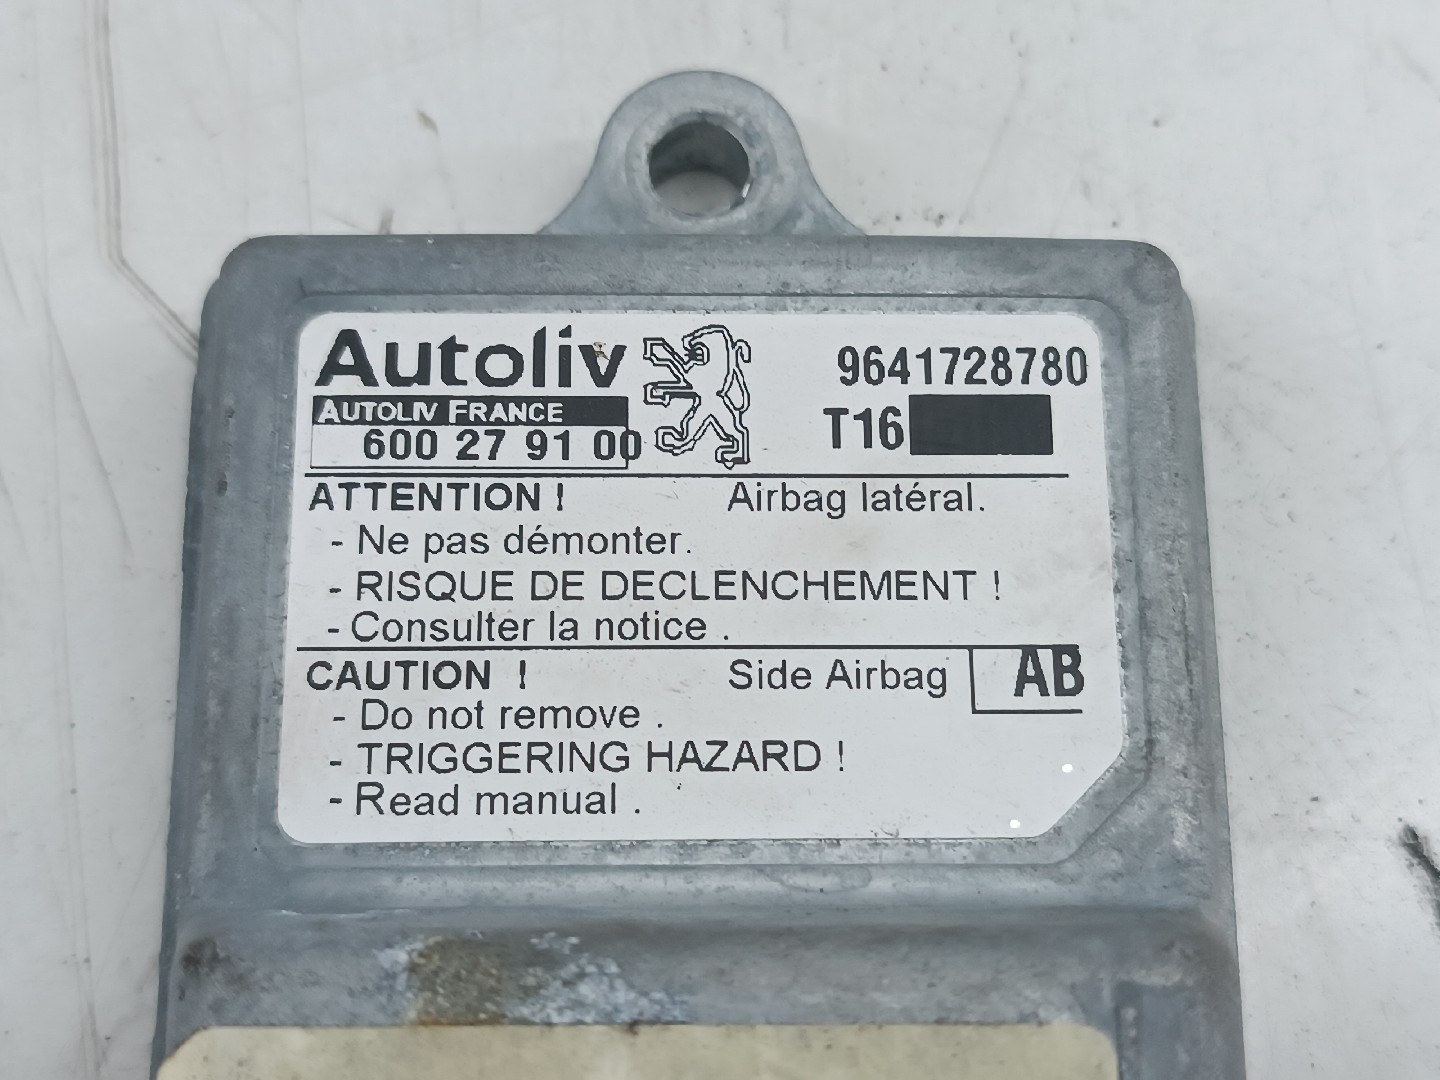 Autoliv 9641728780
AUTOLIV FRANCE T16
600 27 91 00
ATTENTION ! Airbag latéral.
- Ne pas démonter.
- RISQUE DE DECLENCHEMENT !
- Consulter la notice .
CAUTION ! Side Airbag AB
- Do not remove .
- TRIGGERING HAZARD !
- Read manual .